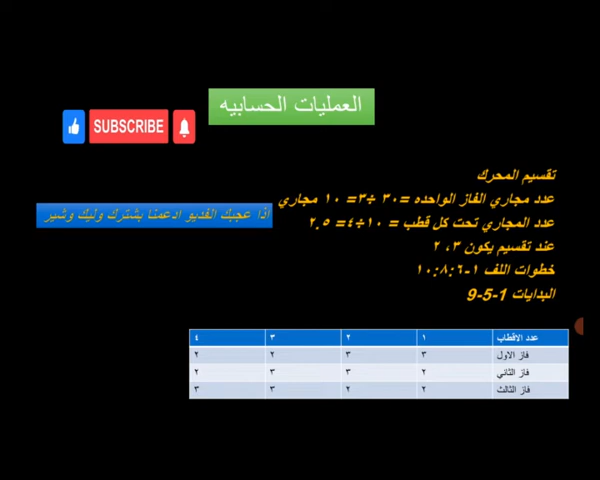 العمليات الحسابيه
SUBSCRIBE
تقسيم المحرك
عدد مجاري الفاز الواحده =٣٠ ÷٣= ١٠ مجاري
اذا عجبك الفديو ادعمنا بشترك وليك وشير
عدد المجاري تحت كل قطب = ١٠÷٤= ٢.٥
عند تقسيم يكون ٣ ، ٢
خطوات اللف ١-٦:٨:١٠
البدايات 1-5-9
عدد الاقطاب ١ ٢ ٣ ٤
فاز الاول ٣ ٣ ٢ ٢
فاز الثاني ٢ ٣ ٣ ٢
فاز الثالث ٢ ٢ ٣ ٣